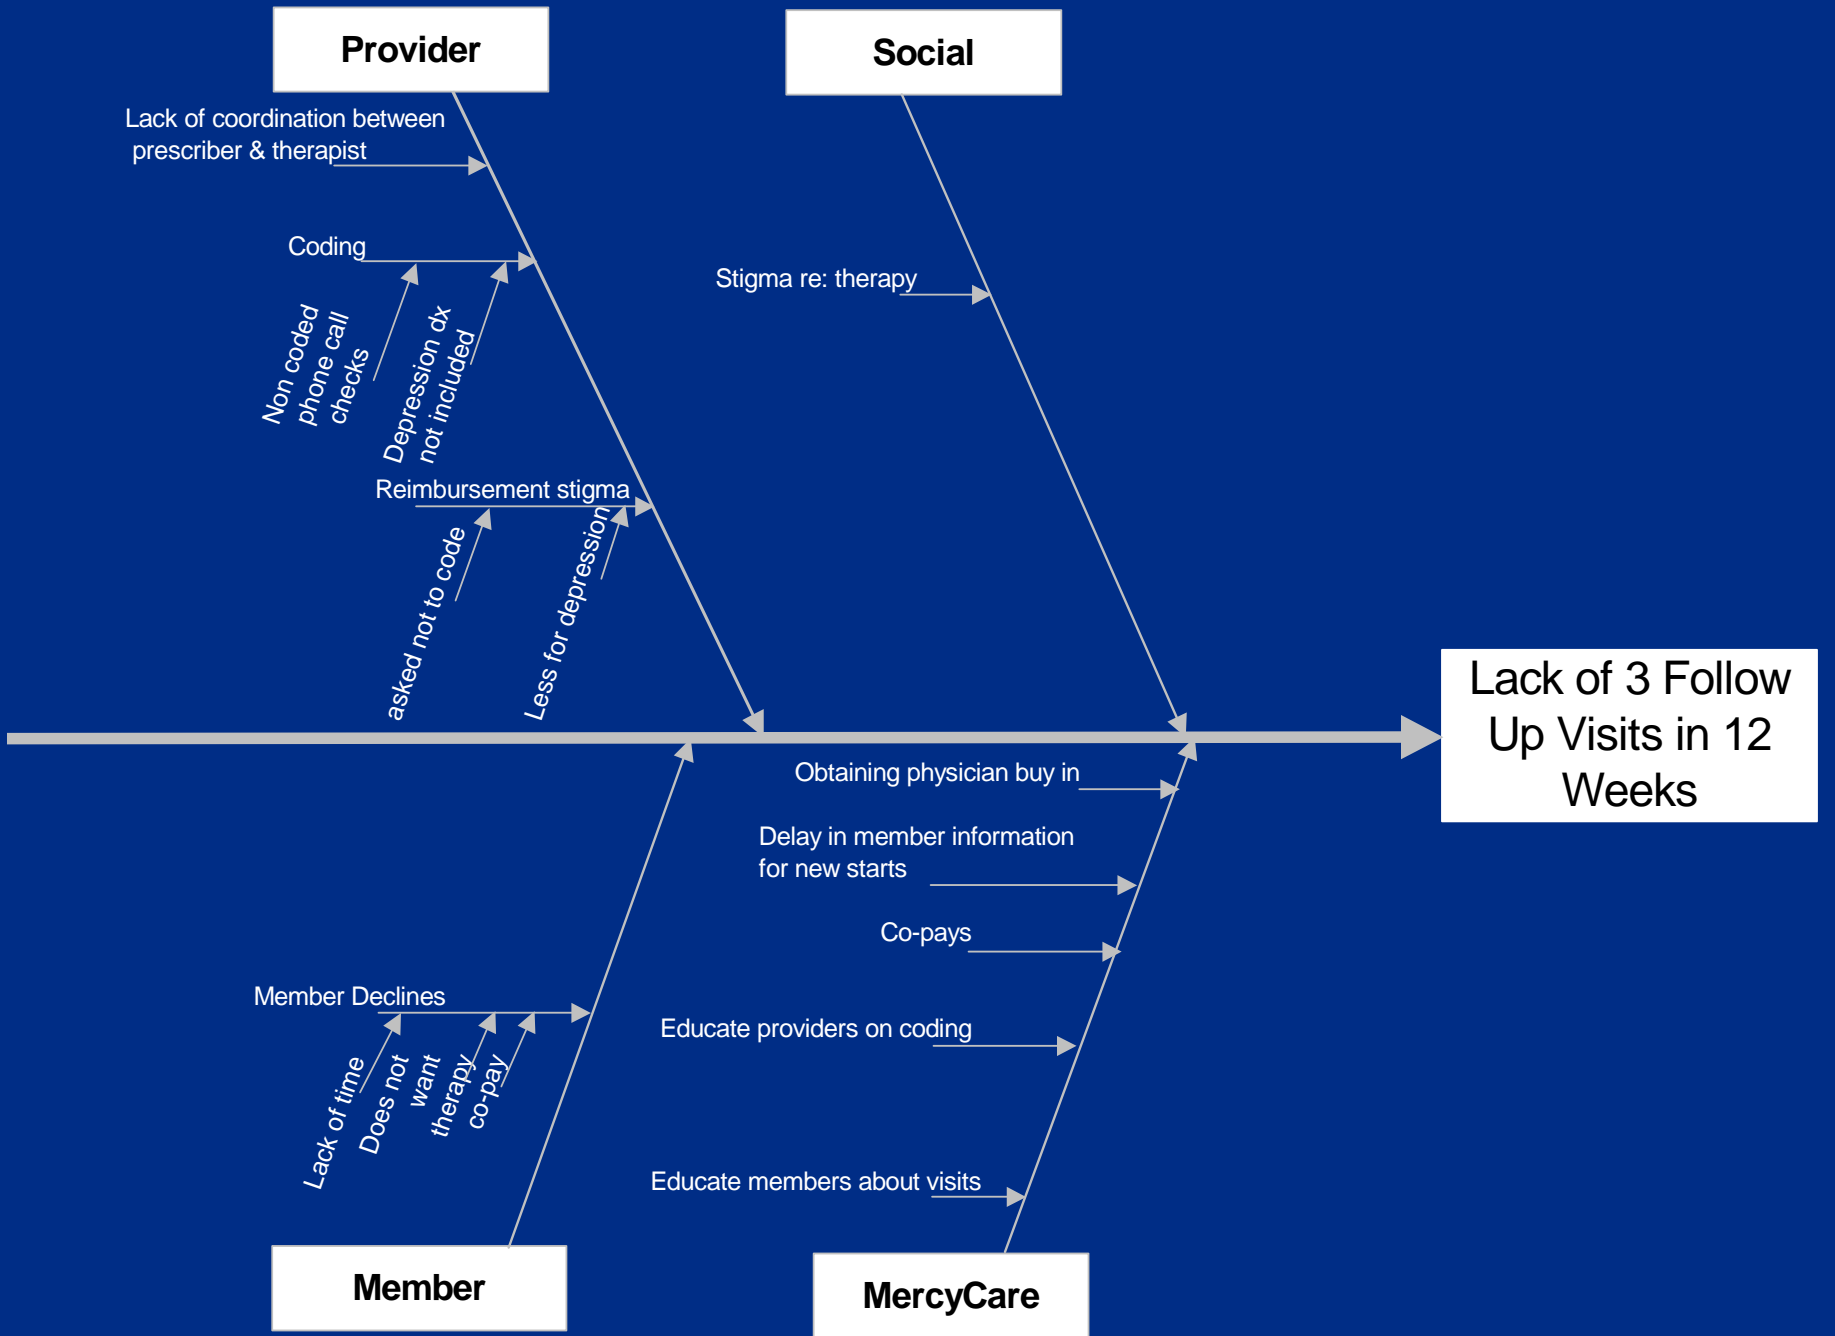 Provider
Social
Lack of coordination between
prescriber & therapist
Coding
Stigma re: therapy
Non coded
phone call
checks
Depression dx
not included
Reimbursement stigma
asked not to code
Less for depression
Lack of 3 Follow
Up Visits in 12
Weeks
Obtaining physician buy in
Delay in member information
for new starts
Co-pays
Member Declines
Educate providers on coding
Lack of time
Does not
want
therapy
co-pay
Educate members about visits
Member
MercyCare